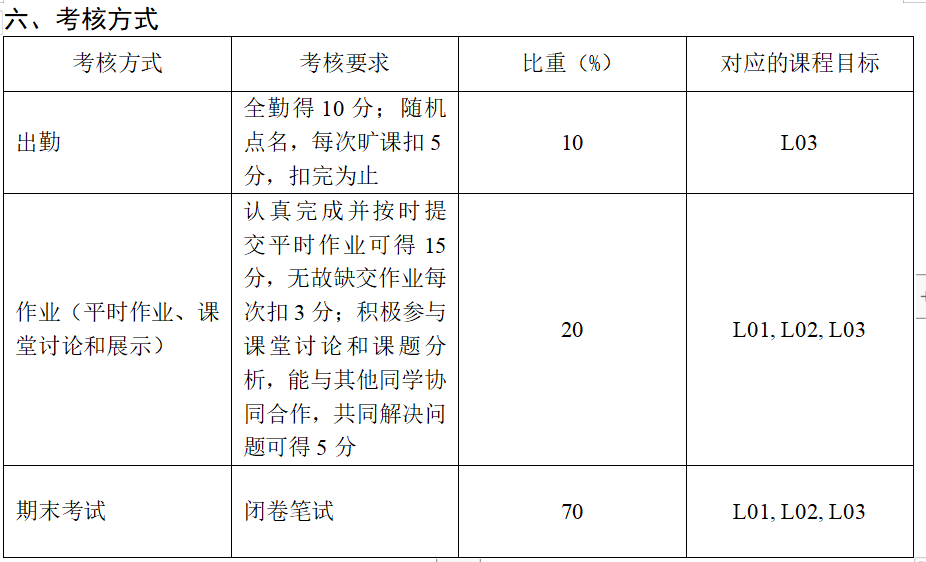 六、考核方式
考核方式 考核要求 比重（%） 对应的课程目标
出勤
全勤得 10 分；随机
点名，每次旷课扣 5
分，扣完为止
10
L03
作业（平时作业、课
堂讨论和展示）
认真完成并按时提
交平时作业可得 15
分，无故缺交作业每
次扣 3 分；积极参与
课堂讨论和课题分
析，能与其他同学协
同合作，共同解决问
题可得 5 分
20
L01, L02, L03
期末考试
闭卷笔试
70
L01, L02, L03